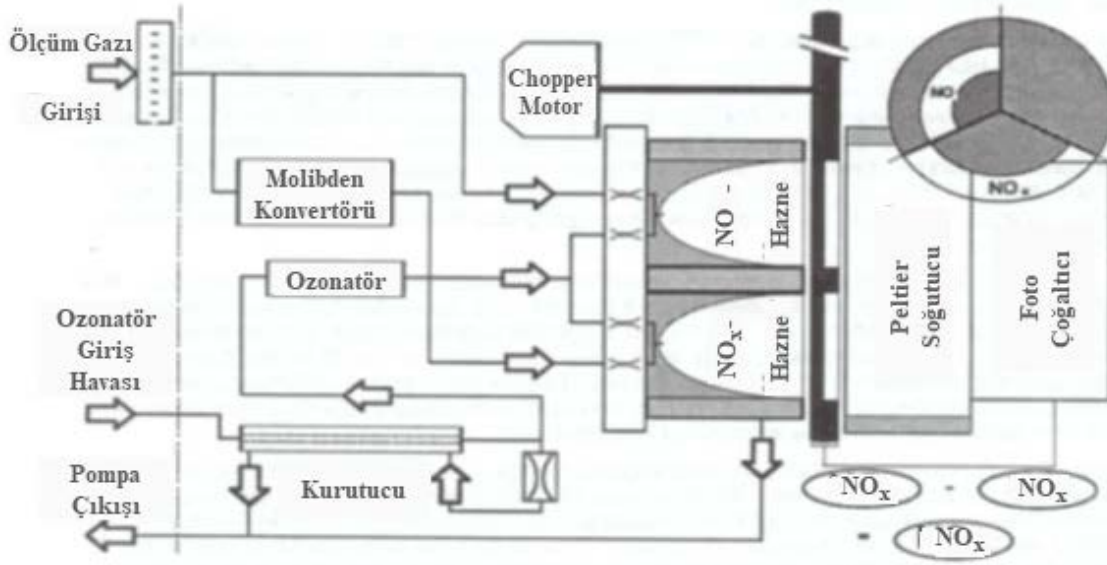 Ölçüm Gazı
Girişi
Chopper
Motor
Molibden
Konvertörü
Ozonatör
Ozonatör
Giriş
Havası
Pompa
Çıkışı
Kurutucu
NO -
Hazne
NOx-
Hazne
Peltier
Soğutucu
Foto
Çoğaltıcı
NO-
NOx
NOx - NOx
- NOx